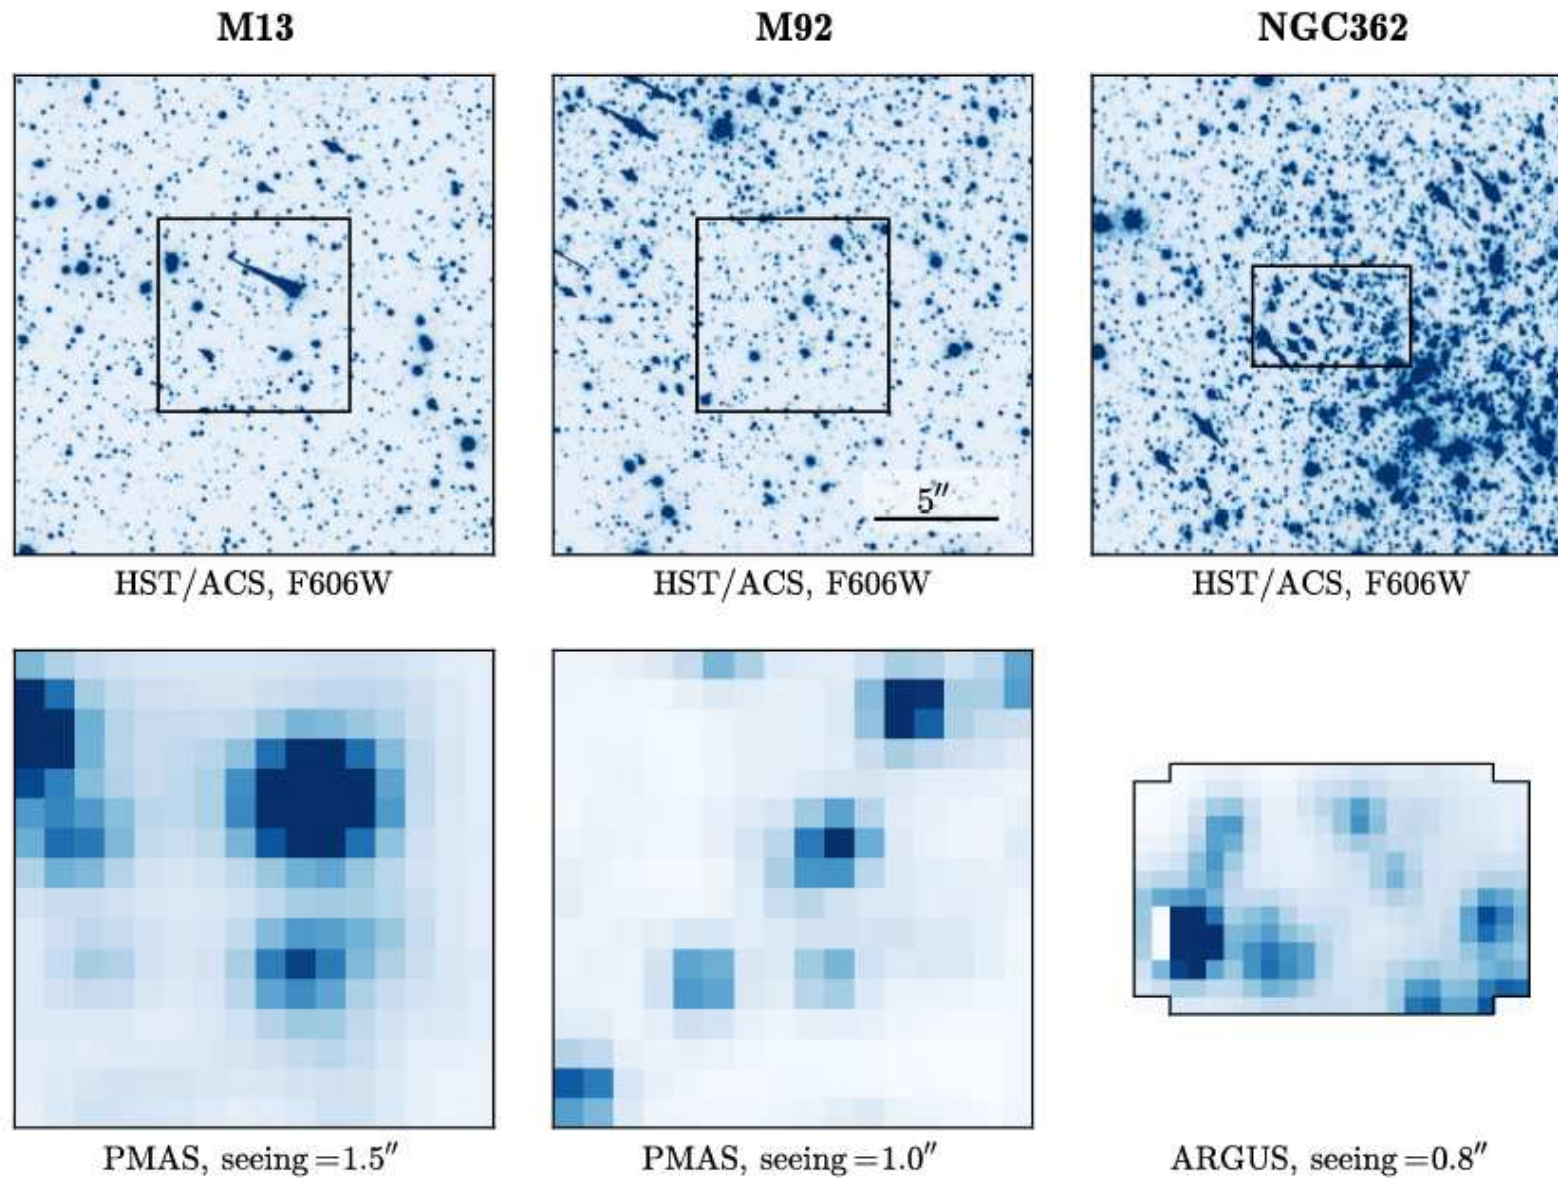 M13 M92 NGC362
5″
HST/ACS, F606W HST/ACS, F606W HST/ACS, F606W
PMAS, seeing=1.5″ PMAS, seeing=1.0″ ARGUS, seeing=0.8″